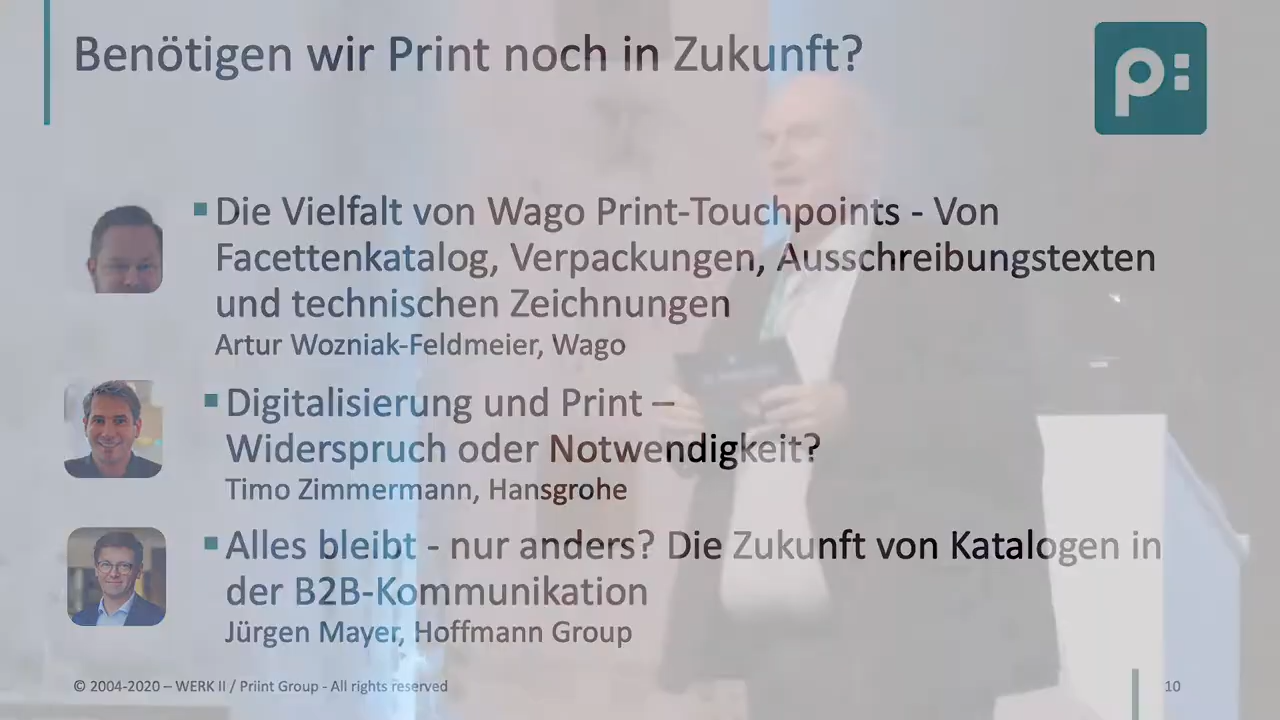 Benötigen wir Print noch in Zukunft?
p:
▪ Die Vielfalt von Wago Print-Touchpoints - Von
Facettenkatalog, Verpackungen, Ausschreibungstexten
und technischen Zeichnungen
Artur Wozniak-Feldmeier, Wago
▪ Digitalisierung und Print –
Widerspruch oder Notwendigkeit?
Timo Zimmermann, Hansgrohe
▪ Alles bleibt - nur anders? Die Zukunft von Katalogen in
der B2B-Kommunikation
Jürgen Mayer, Hoffmann Group
© 2004-2020 – WERK II / Priint Group - All rights reserved
10